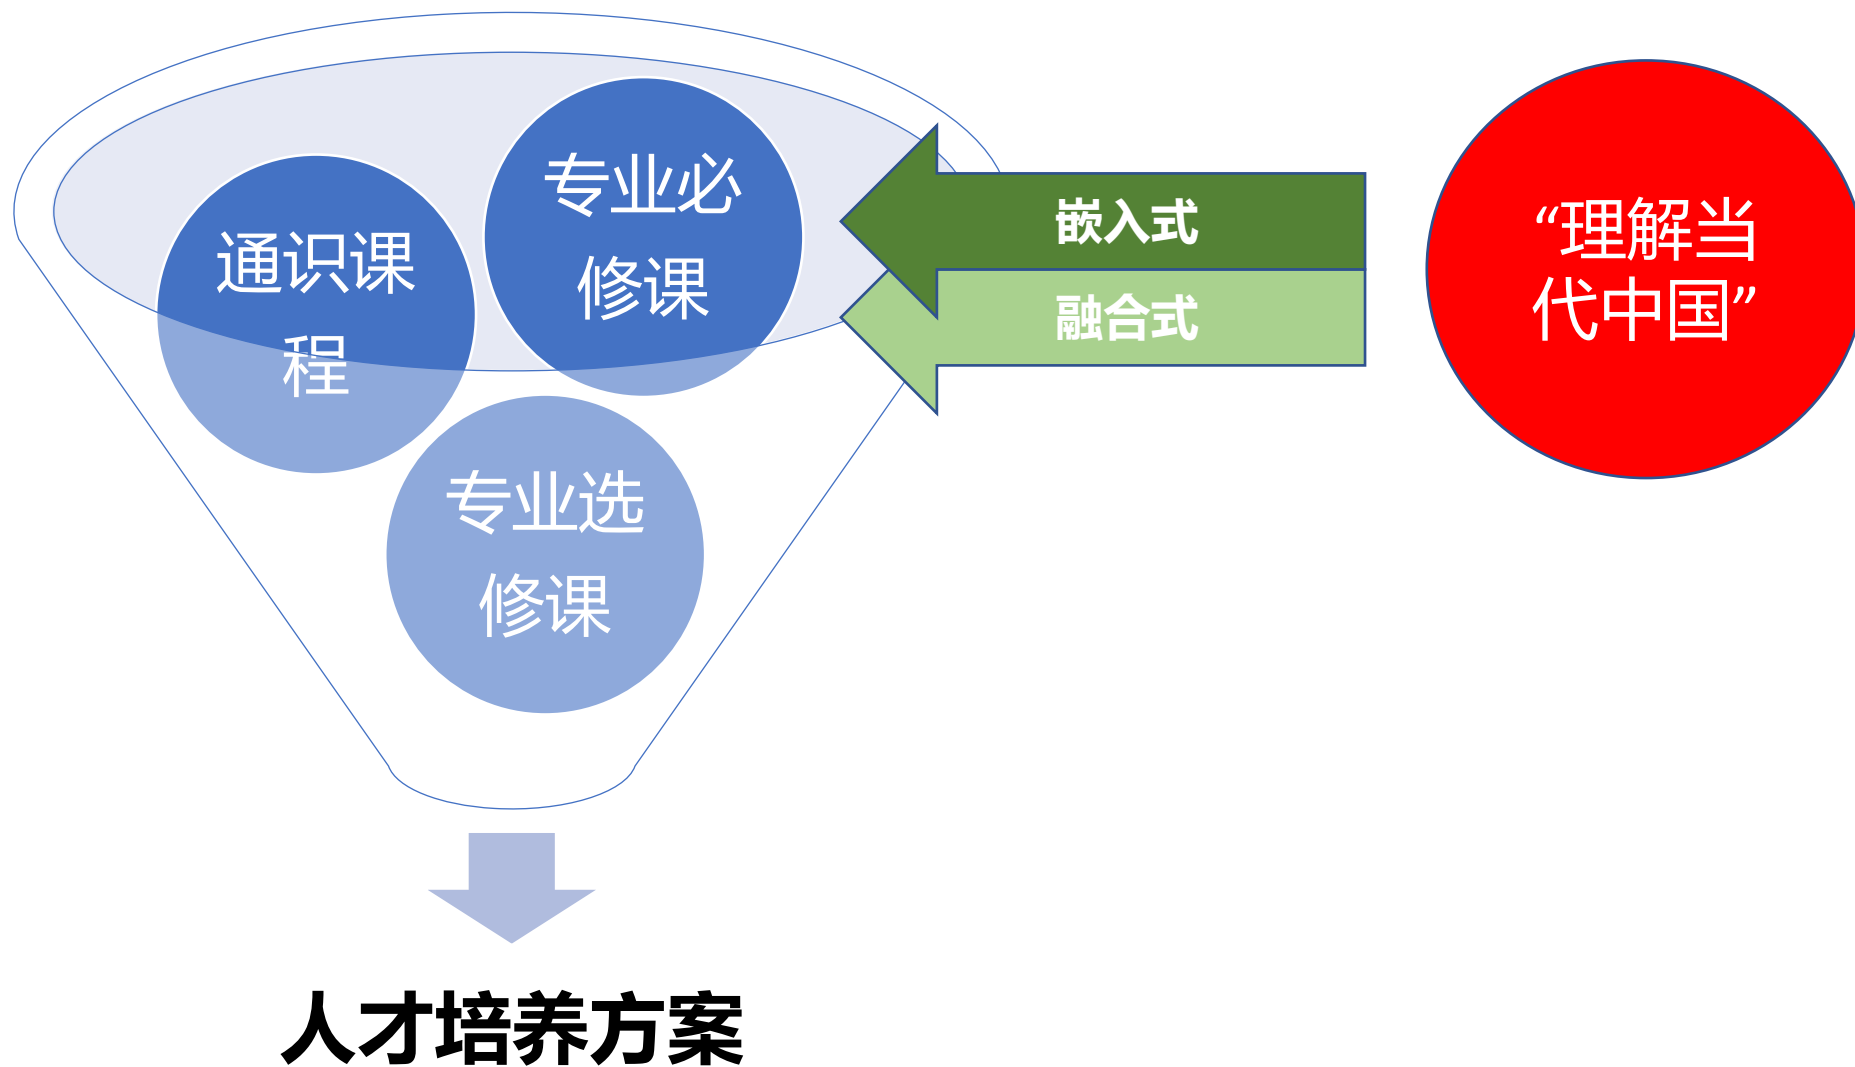 专业必
修课
通识课
程
专业选
修课
嵌入式
融合式
“理解当
代中国”
人才培养方案